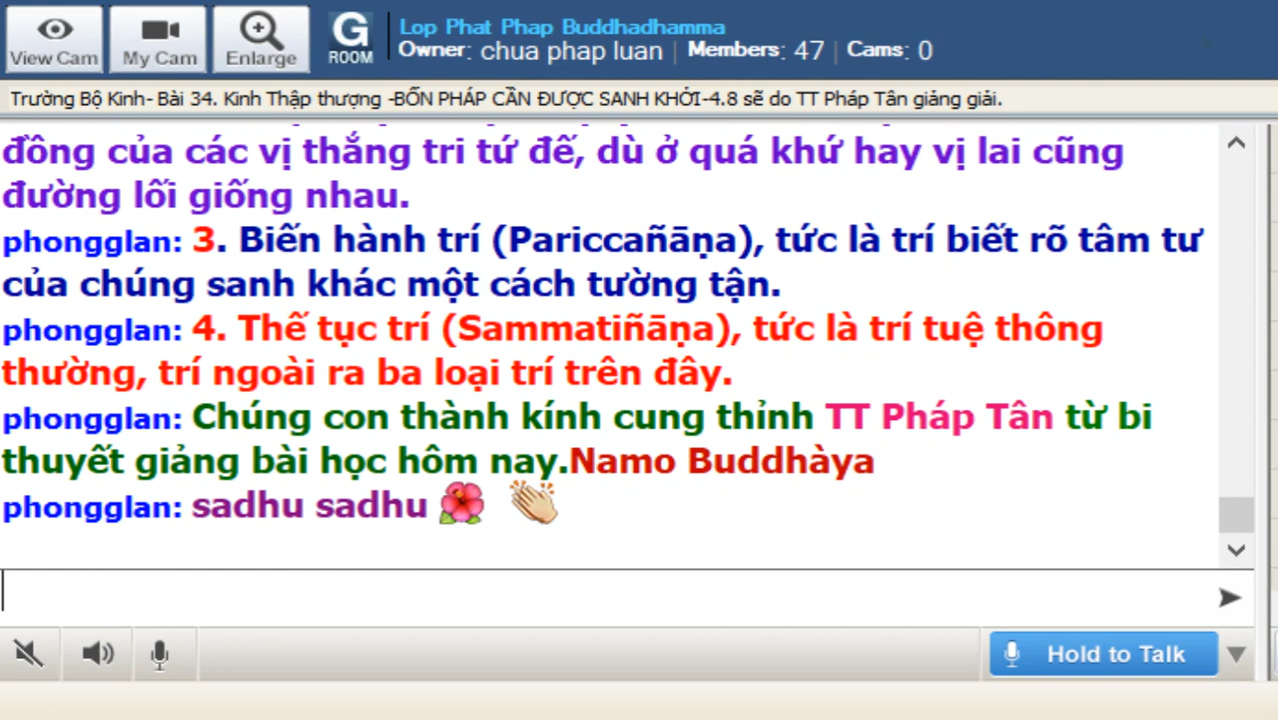 View Cam
My Cam
Enlarge
G
ROOM
Lop Phat Phap Buddhadhamma
Owner: chua phap luan | Members: 47 | Cams: 0
Trường Bộ Kinh- Bài 34. Kinh Thập thượng -BỐN PHÁP CẦN ĐƯỢC SANH KHỞI-4.8 sẽ do TT Pháp Tân giảng giải.
đồng của các vị thắng tri tứ đế, dù ở quá khứ hay vị lai cũng
đường lối giống nhau.
phongglan: 3. Biến hành trí (Pariccañāṇa), tức là trí biết rõ tâm tư
của chúng sanh khác một cách tường tận.
phongglan: 4. Thế tục trí (Sammatiñāṇa), tức là trí tuệ thông
thường, trí ngoài ra ba loại trí trên đây.
phongglan: Chúng con thành kính cung thỉnh TT Pháp Tân từ bi
thuyết giảng bài học hôm nay.Namo Buddhàya
phongglan: sadhu sadhu
Hold to Talk